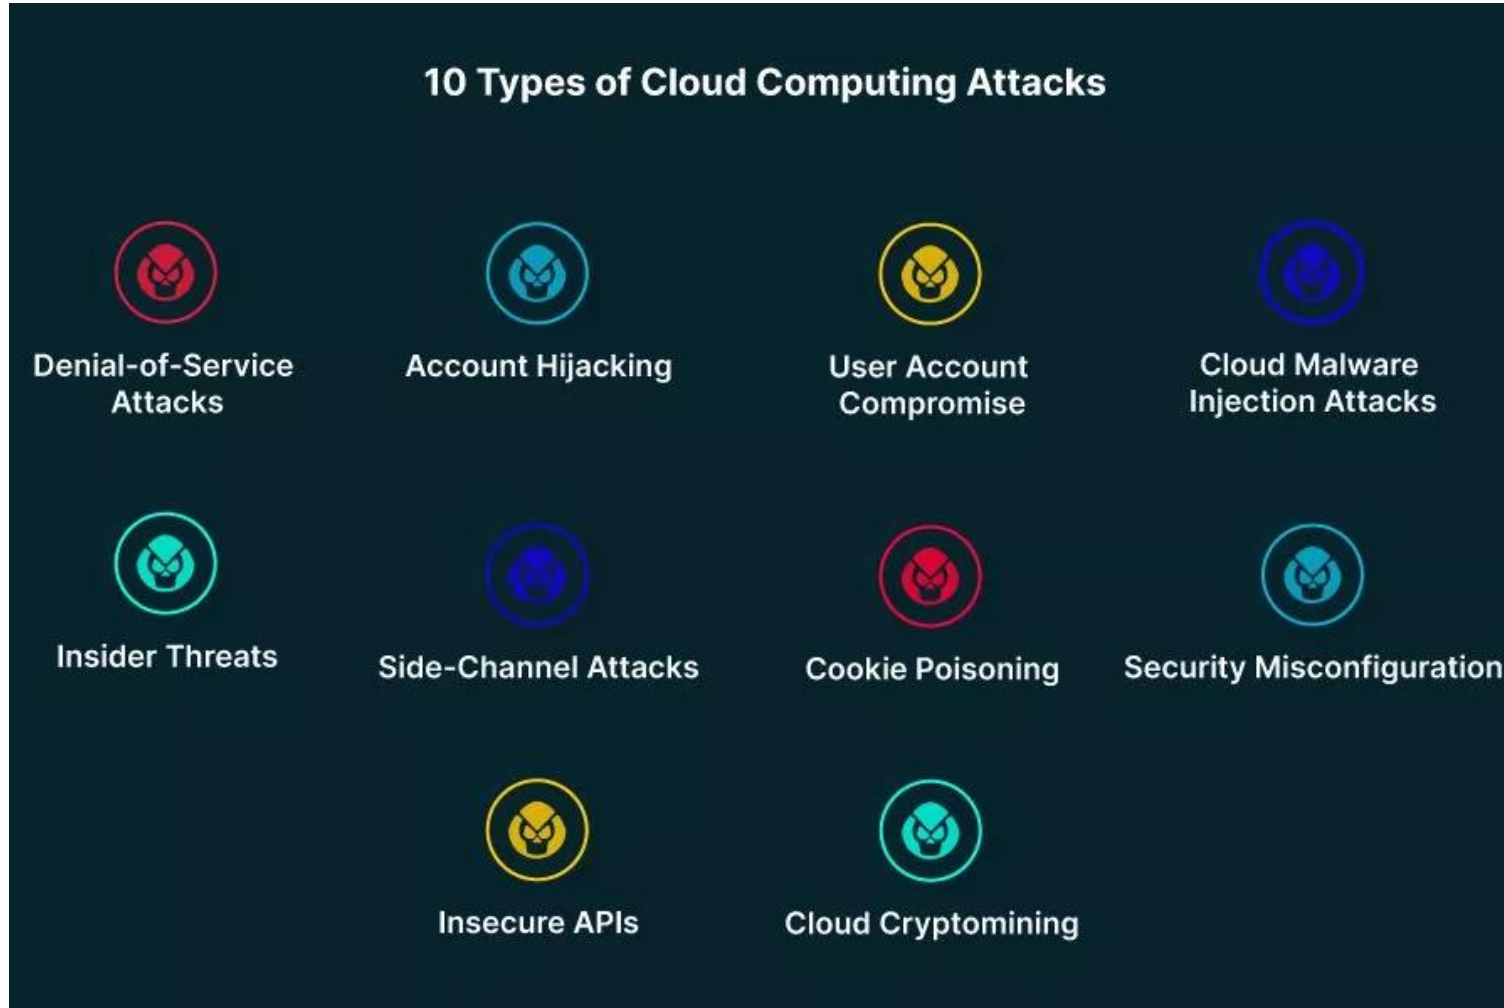 10 Types of Cloud Computing Attacks
Denial-of-Service
Attacks
Account Hijacking
User Account
Compromise
Cloud Malware
Injection Attacks
Insider Threats
Side-Channel Attacks
Cookie Poisoning
Security Misconfiguration
Insecure APIs
Cloud Cryptomining